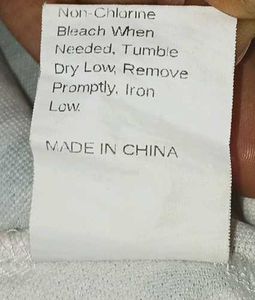 Non-Chlorine
Bleach When
Needed, Tumble
Dry Low, Remove
Promptly, Iron
Low.
MADE IN CHINA